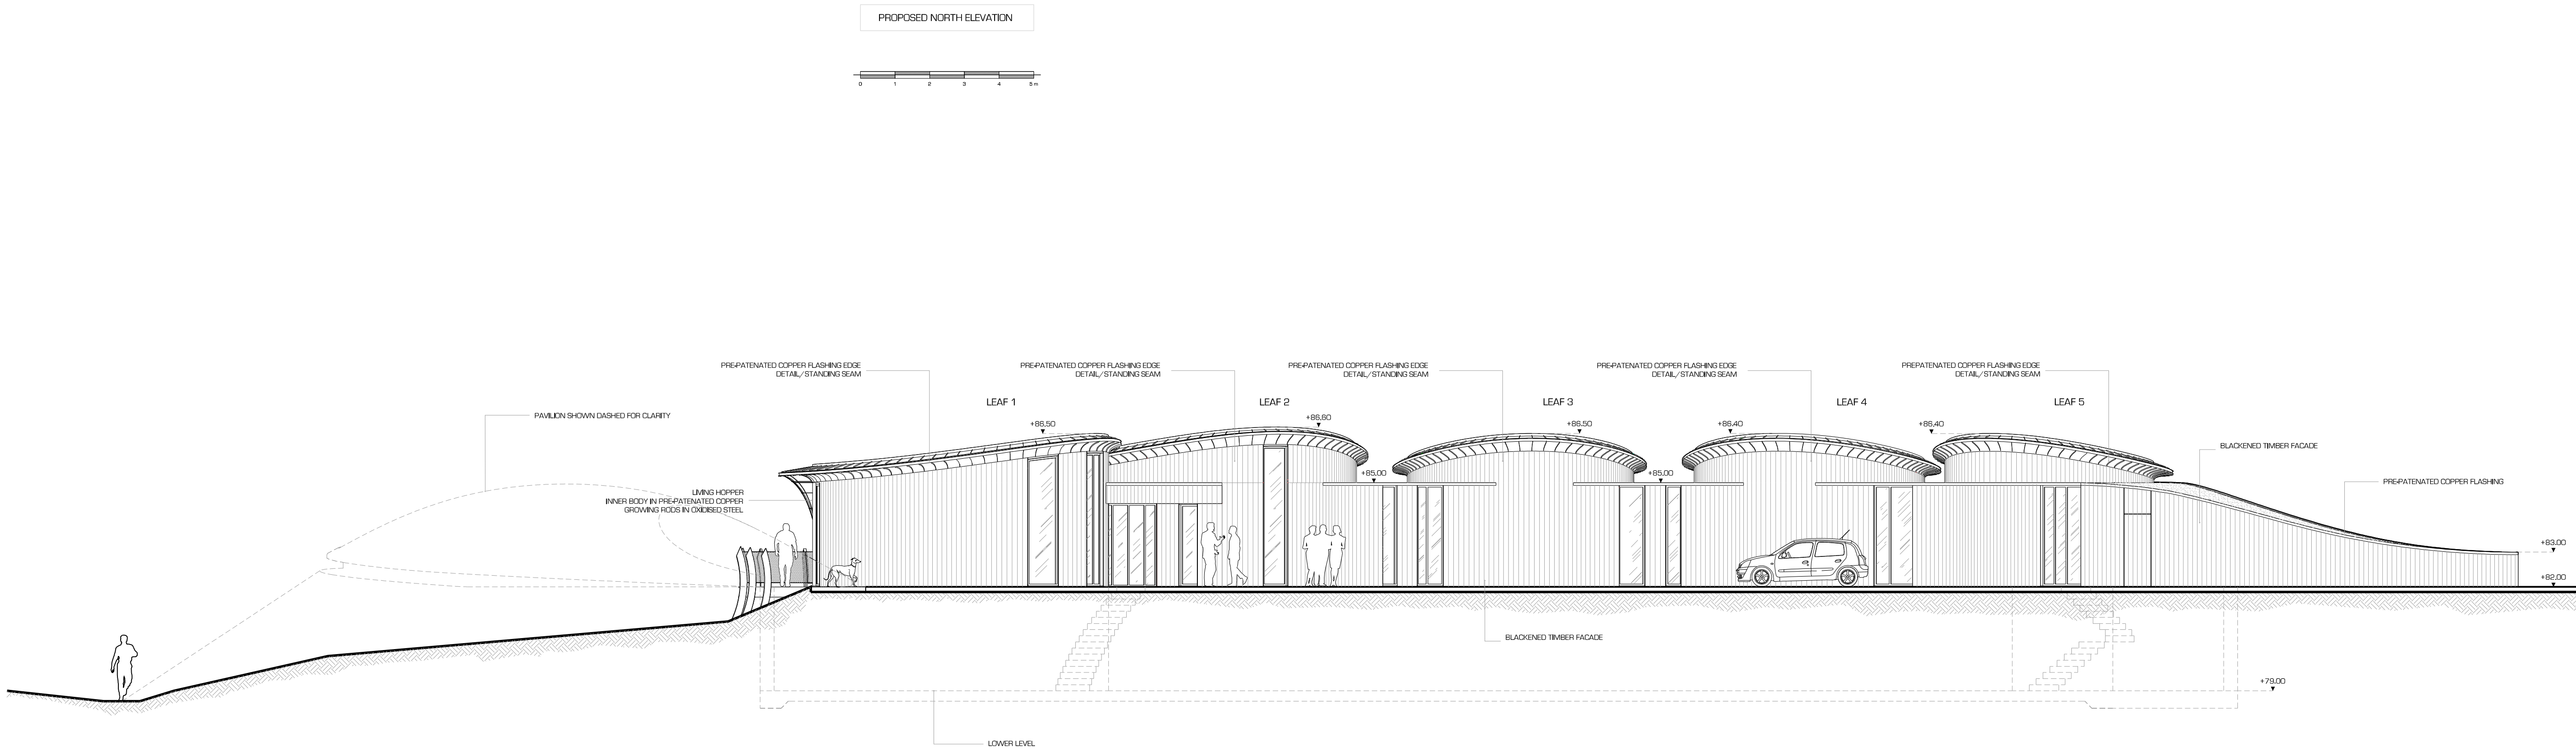 PROPOSED NORTH ELEVATION
0 1 2 3 4 5 m
PRE-PATENATED COPPER FLASHING EDGE
DETAIL/STANDING SEAM
PRE-PATENATED COPPER FLASHING EDGE
DETAIL/STANDING SEAM
PRE-PATENATED COPPER FLASHING EDGE
DETAIL/STANDING SEAM
PRE-PATENATED COPPER FLASHING EDGE
DETAIL/STANDING SEAM
PREPATENATED COPPER FLASHING EDGE
DETAIL/STANDING SEAM
LEAF 1
LEAF 2
LEAF 3
LEAF 4
LEAF 5
PAVILION SHOWN DASHED FOR CLARITY
+86.50
+86.60
+86.50
+86.40
+86.40
BLACKENED TIMBER FACADE
+85.00
+85.00
PRE-PATENATED COPPER FLASHING
LIVING HOPPER
INNER BODY IN PRE-PATENATED COPPER
GROWING RODS IN OXIDISED STEEL
+83.00
+82.00
BLACKENED TIMBER FACADE
+79.00
LOWER LEVEL